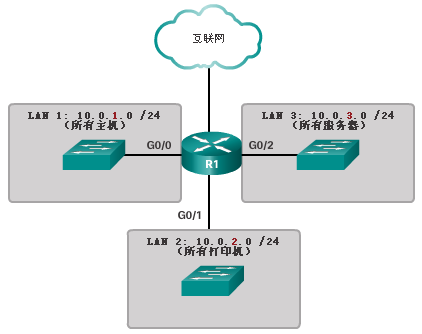 互联网
LAN 1: 10.0.1.0 /24
（所有主机）
LAN 3: 10.0.3.0 /24
（所有服务器）
G0/0
G0/2
R1
G0/1
LAN 2: 10.0.2.0 /24
（所有打印机）